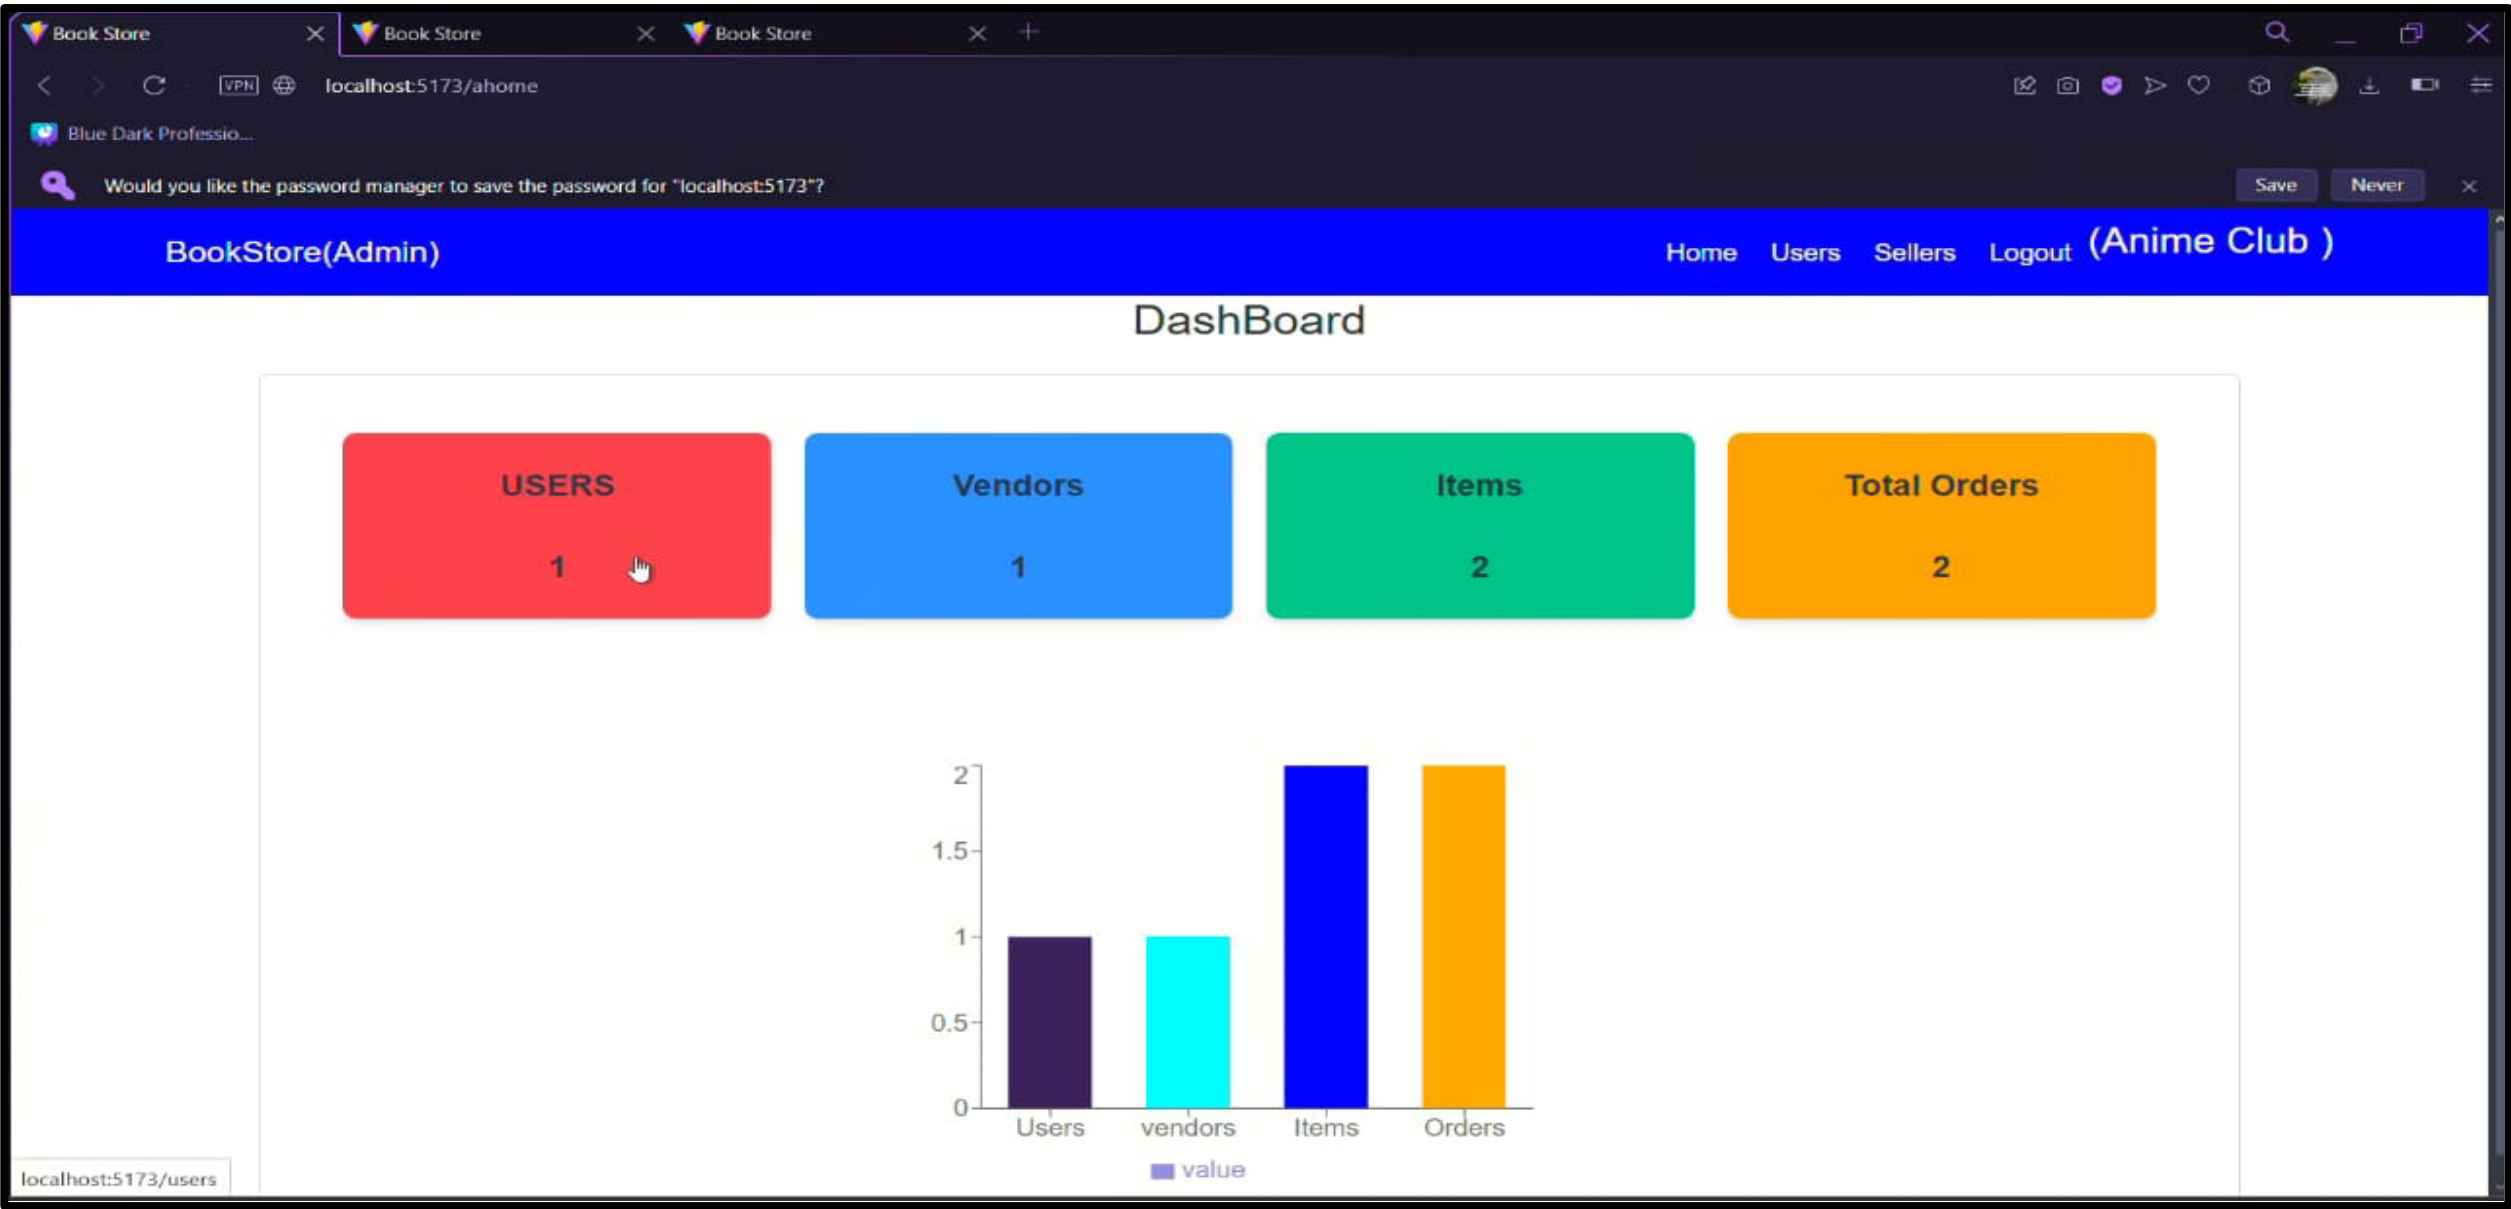 Book Store Book Store Book Store
VPN localhost:5173/ahome
Blue Dark Professio...
Would you like the password manager to save the password for "localhost:5173"? Save Never
BookStore(Admin) Home Users Sellers Logout (Anime Club )
DashBoard
USERS Vendors Items Total Orders
1 1 2 2
2
1.5
1
0.5
0
Users vendors Items Orders
value
localhost:5173/users